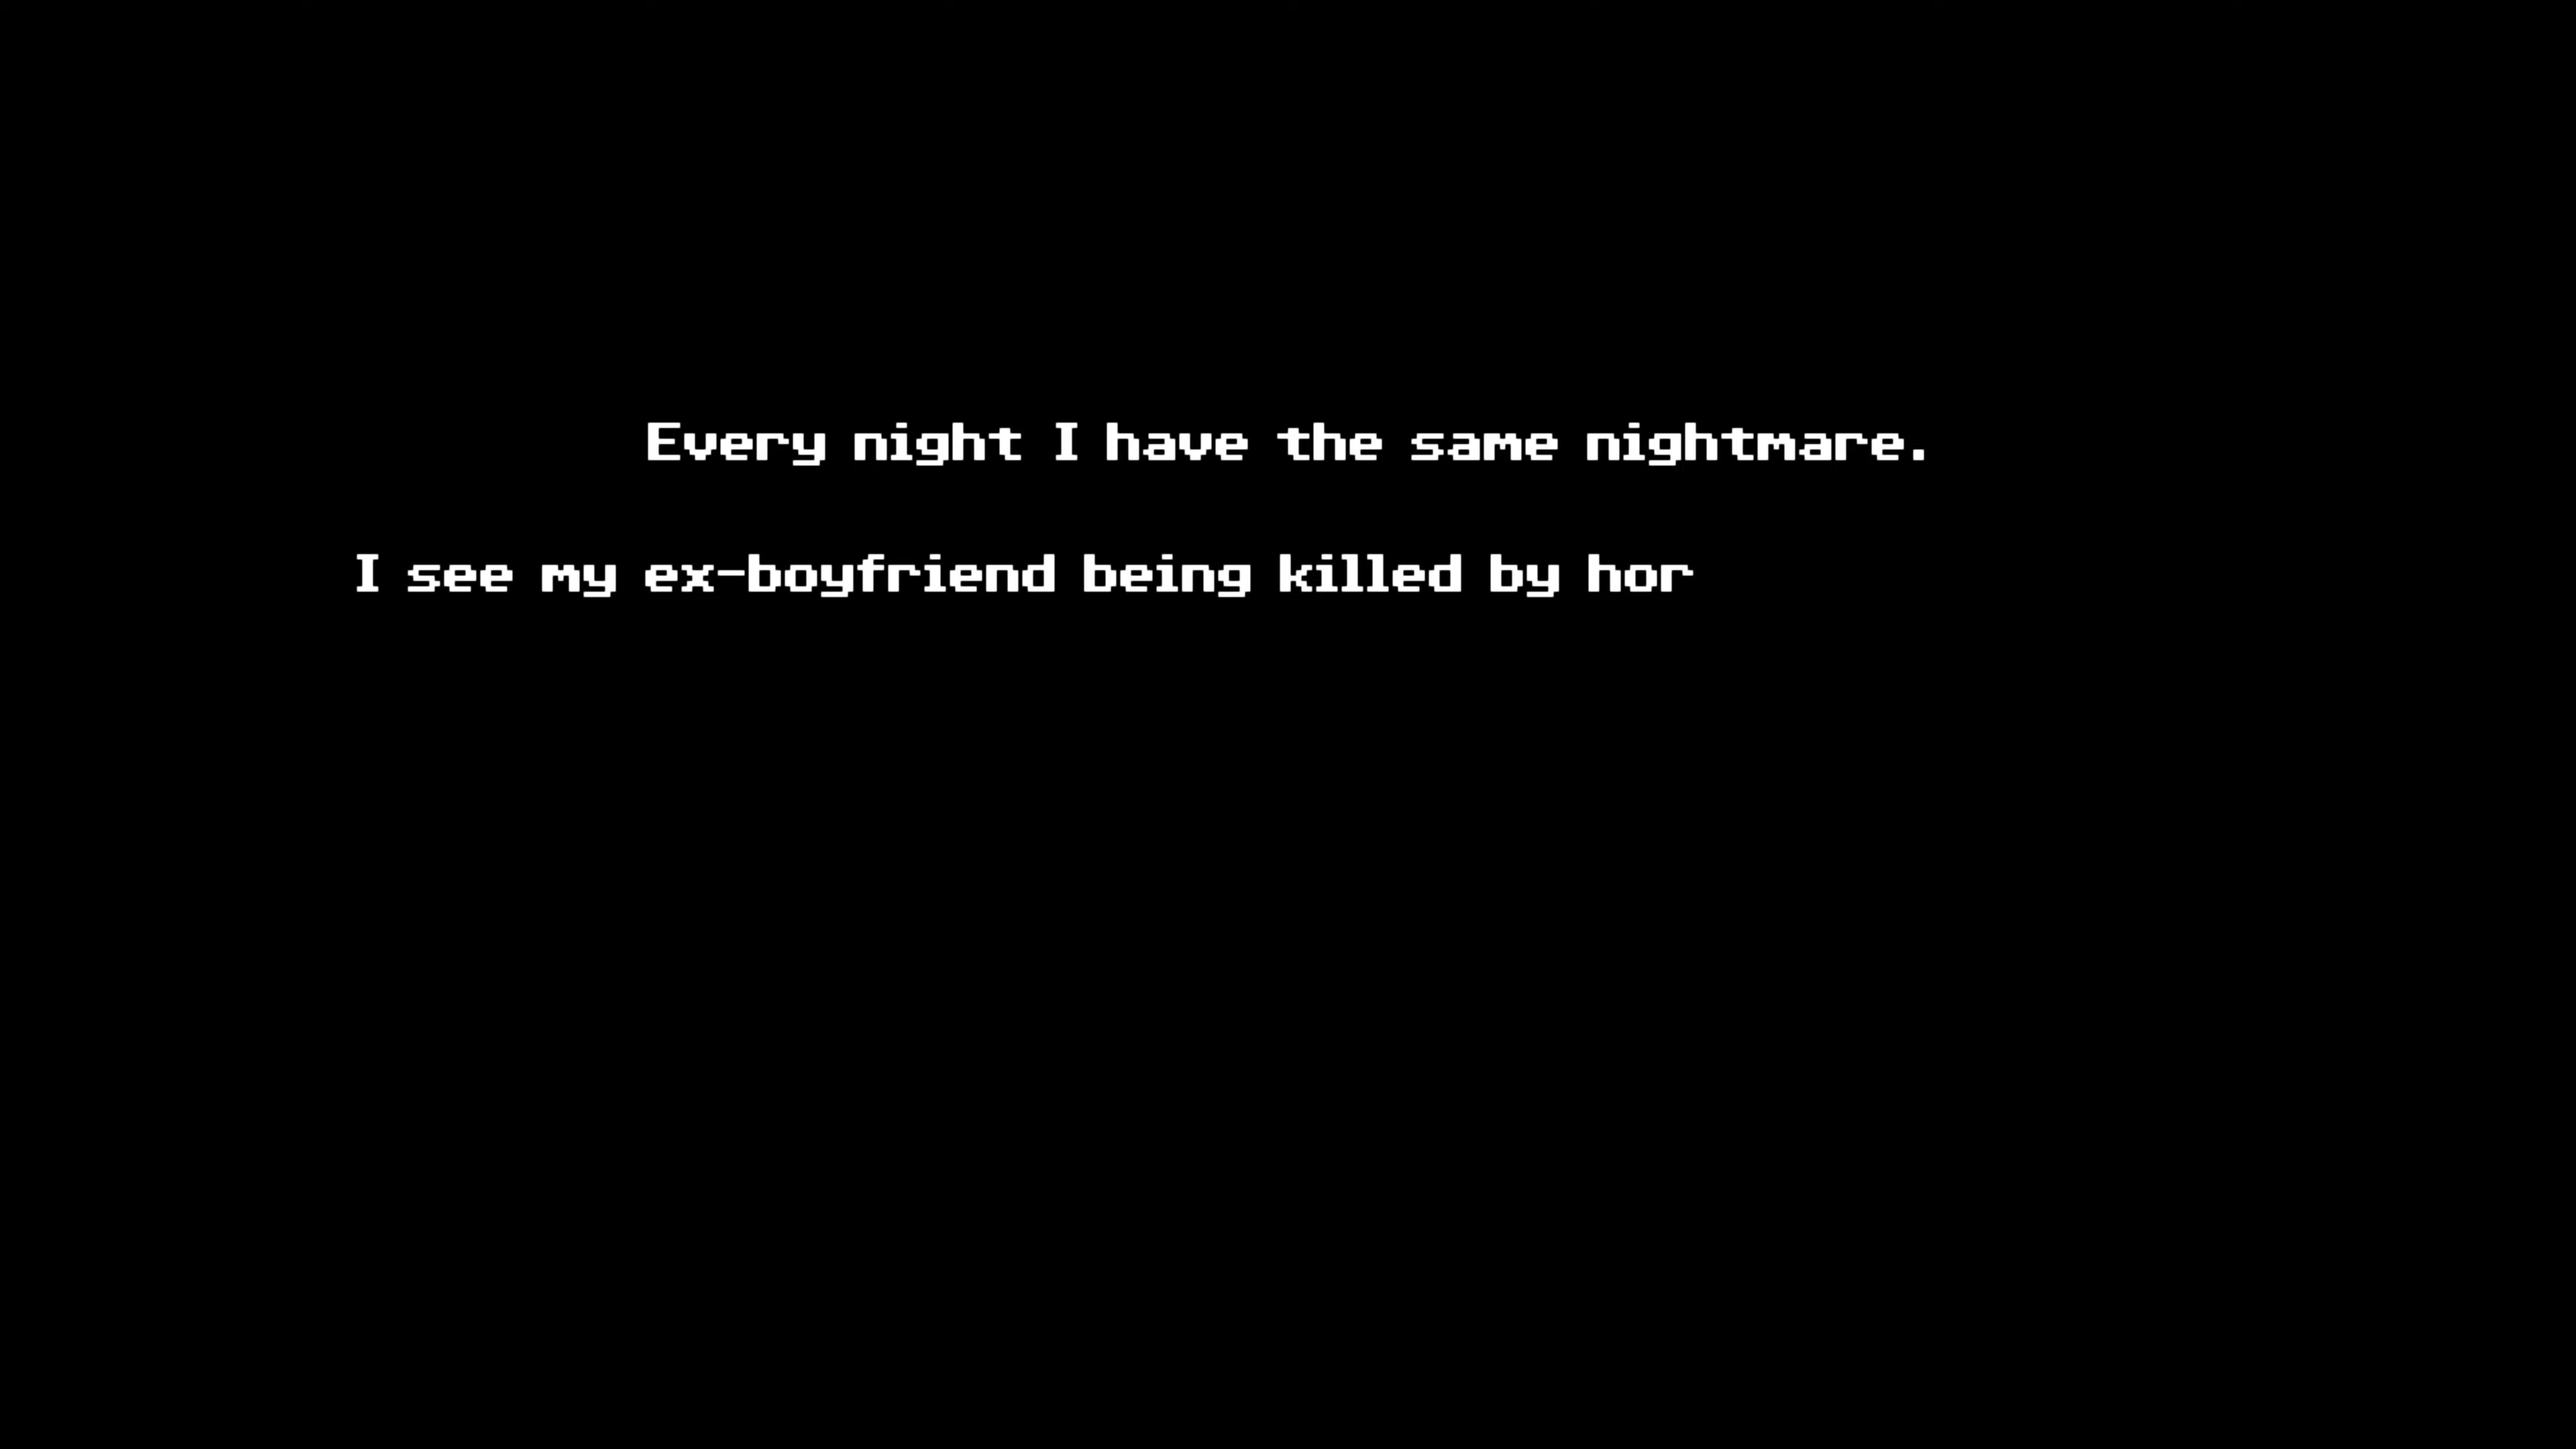 Every night I have the same nightmare.
I see my ex-boyfriend being killed by hor